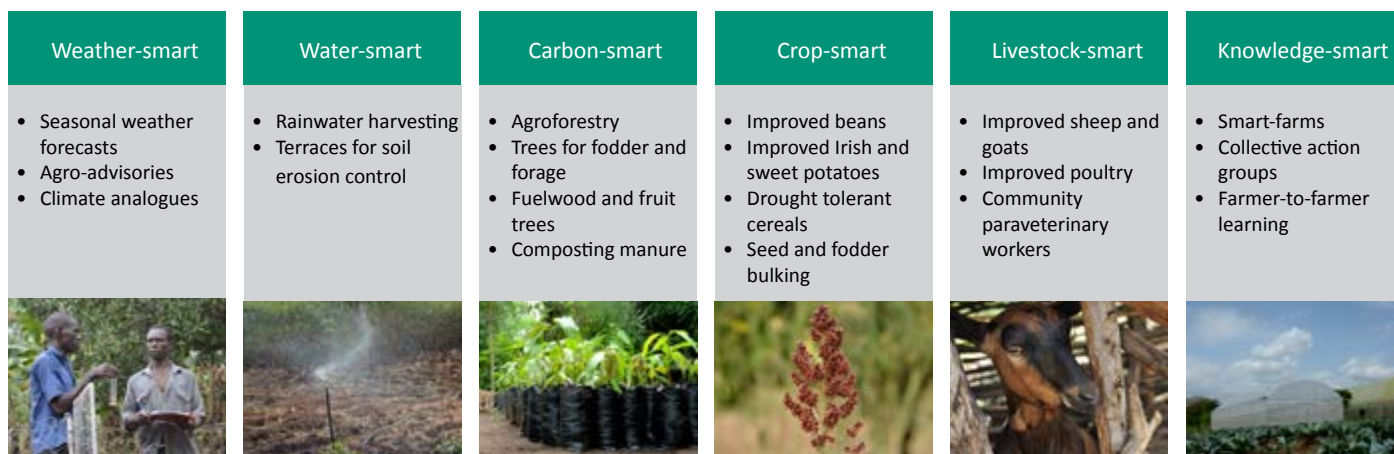 Weather-smart
• Seasonal weather
forecasts
• Agro-advisories
• Climate analogues
Water-smart
• Rainwater harvesting
• Terraces for soil
erosion control
Carbon-smart
• Agroforestry
• Trees for fodder and
forage
• Fuelwood and fruit
trees
• Composting manure
Crop-smart
• Improved beans
• Improved Irish and
sweet potatoes
• Drought tolerant
cereals
• Seed and fodder
bulking
Livestock-smart
• Improved sheep and
goats
• Improved poultry
• Community
paraveterinary
workers
Knowledge-smart
• Smart-farms
• Collective action
groups
• Farmer-to-farmer
learning